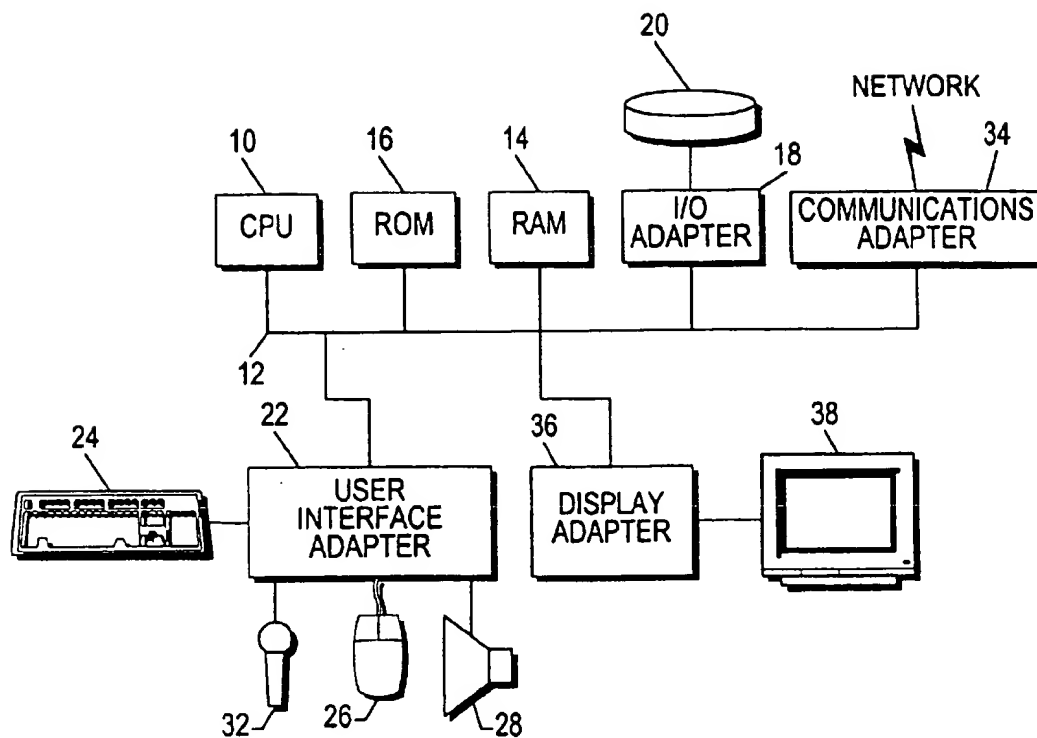 20
NETWORK
10
16
14
18
34
CPU
ROM
RAM
I/O
ADAPTER
COMMUNICATIONS
ADAPTER
12
24
22
36
38
USER
INTERFACE
ADAPTER
DISPLAY
ADAPTER
32
26
28